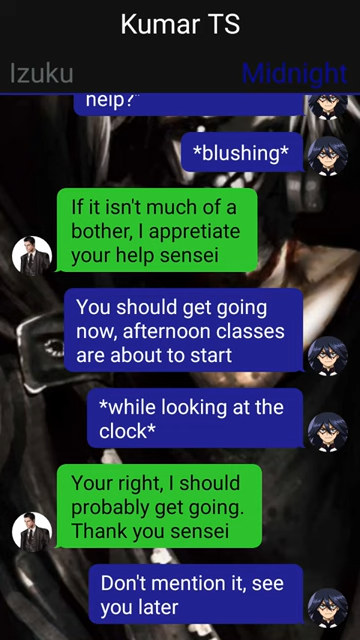 Kumar TS
Izuku
Midnight
help?"
*blushing*
If it isn't much of a
bother, I appretiate
your help sensei
You should get going
now, afternoon classes
are about to start
*while looking at the
clock*
Your right, I should
probably get going.
Thank you sensei
Don't mention it, see
you later